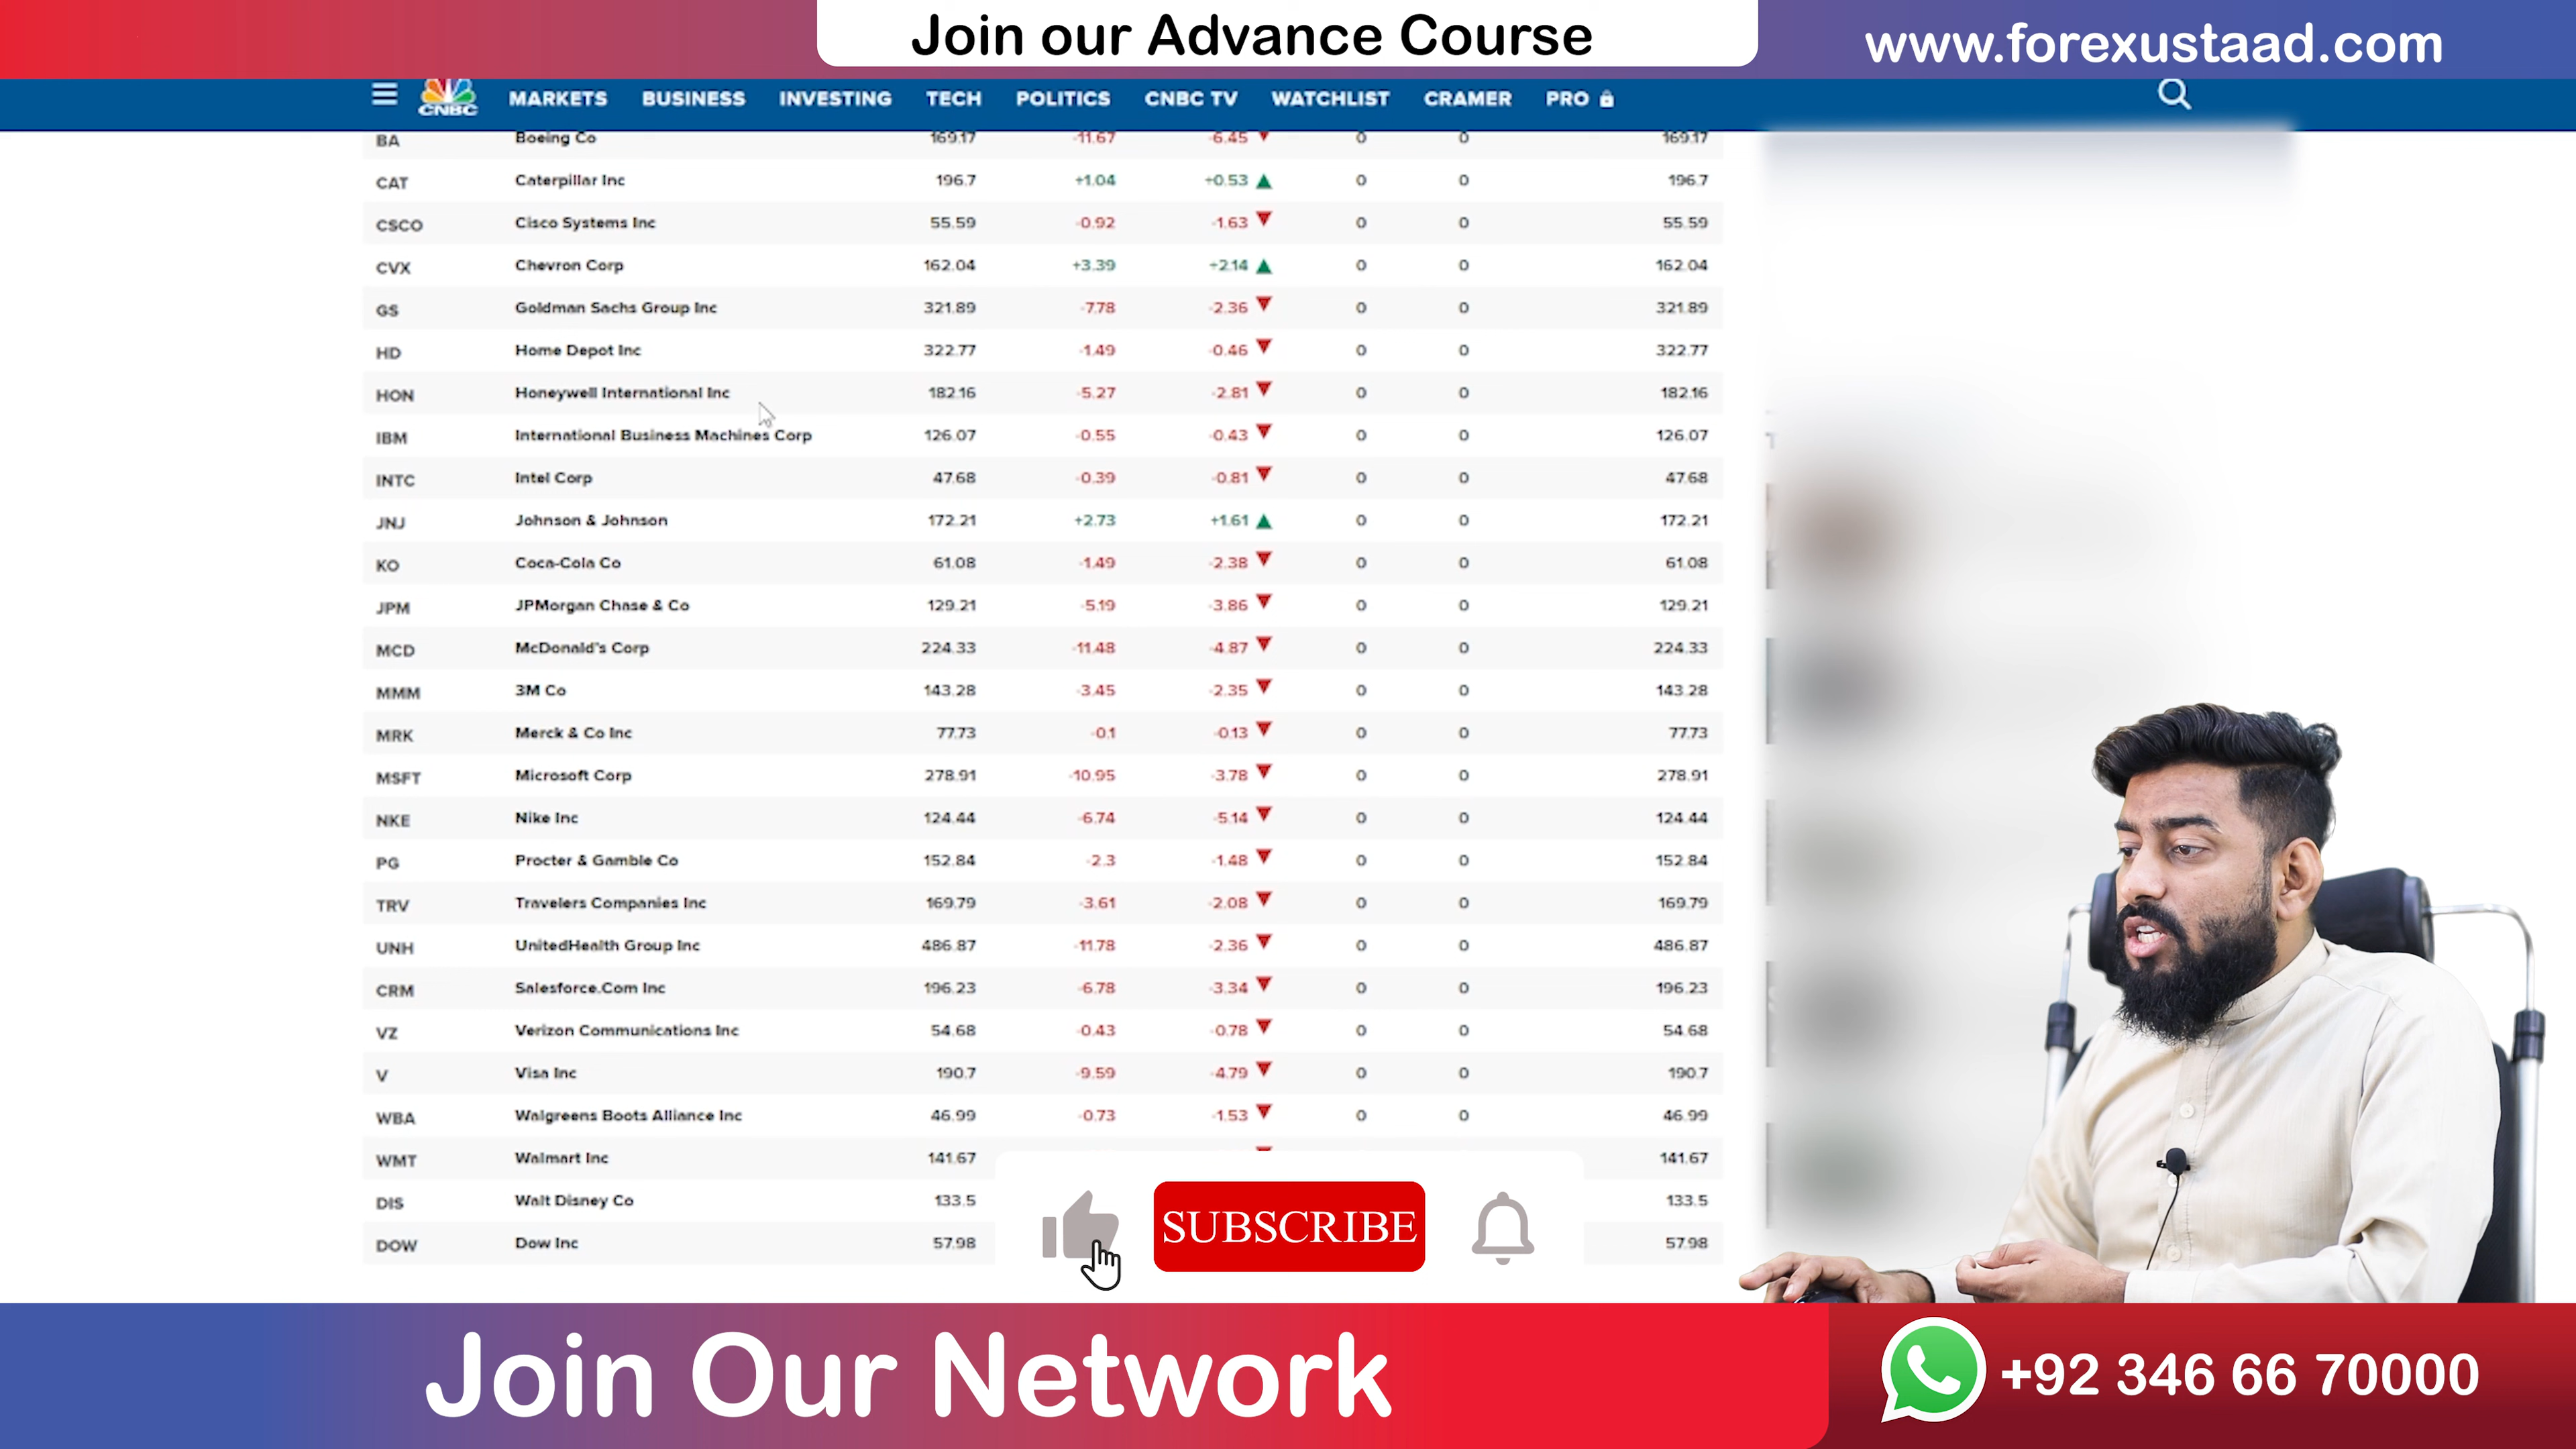 Join our Advance Course
www.forexustaad.com
CNBC MARKETS BUSINESS INVESTING TECH POLITICS CNBC TV WATCHLIST CRAMER PRO
BA Boeing Co 169.17 -11.67 -6.45 0 0 169.17
CAT Caterpillar Inc 196.7 +1.04 +0.53 0 0 196.7
CSCO Cisco Systems Inc 55.59 -0.92 -1.63 0 0 55.59
CVX Chevron Corp 162.04 +3.39 +2.14 0 0 162.04
GS Goldman Sachs Group Inc 321.89 -7.78 -2.36 0 0 321.89
HD Home Depot Inc 322.77 -1.49 -0.46 0 0 322.77
HON Honeywell International Inc 182.16 -5.27 -2.81 0 0 182.16
IBM International Business Machines Corp 126.07 -0.55 -0.43 0 0 126.07
INTC Intel Corp 47.68 -0.39 -0.81 0 0 47.68
JNJ Johnson & Johnson 172.21 +2.73 +1.61 0 0 172.21
KO Coca-Cola Co 61.08 -1.49 -2.38 0 0 61.08
JPM JPMorgan Chase & Co 129.21 -5.19 -3.86 0 0 129.21
MCD McDonald's Corp 224.33 -11.48 -4.87 0 0 224.33
MMM 3M Co 143.28 -3.45 -2.35 0 0 143.28
MRK Merck & Co Inc 77.73 -0.1 -0.13 0 0 77.73
MSFT Microsoft Corp 278.91 -10.95 -3.78 0 0 278.91
NKE Nike Inc 124.44 -6.74 -5.14 0 0 124.44
PG Procter & Gamble Co 152.84 -2.3 -1.48 0 0 152.84
TRV Travelers Companies Inc 169.79 -3.61 -2.08 0 0 169.79
UNH UnitedHealth Group Inc 486.87 -11.78 -2.36 0 0 486.87
CRM Salesforce.Com Inc 196.23 -6.78 -3.34 0 0 196.23
VZ Verizon Communications Inc 54.68 -0.43 -0.78 0 0 54.68
V Visa Inc 190.7 -9.59 -4.79 0 0 190.7
WBA Walgreens Boots Alliance Inc 46.99 -0.73 -1.53 0 0 46.99
WMT Walmart Inc 141.67 141.67
DIS Walt Disney Co 133.5 133.5
DOW Dow Inc 57.98 57.98
SUBSCRIBE
Join Our Network
+92 346 66 70000